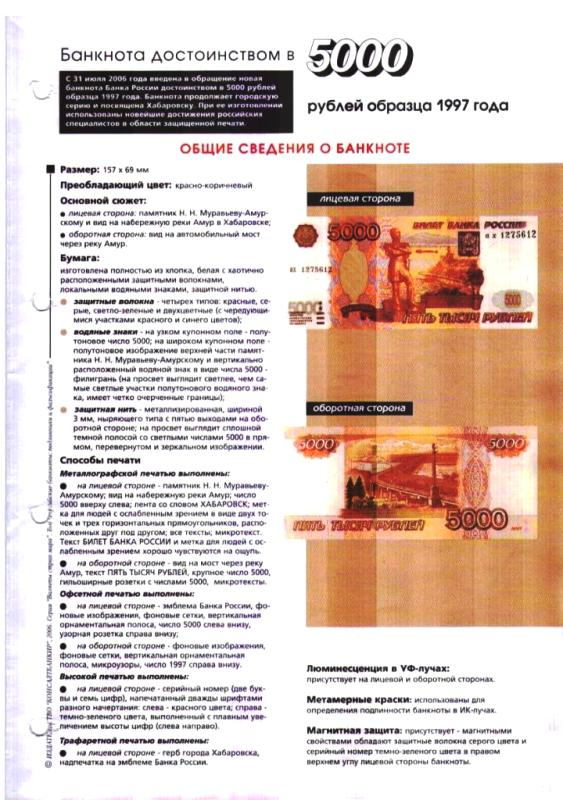 Банкнота достоинством в 5000
рублей образца 1997 года
С 31 июля 2006 года введена в обращение новая
банкнота Банка России достоинством в 5000 рублей
образца 1997 года. Банкнота продолжает городскую
серию и посвящена Хабаровску. При ее изготовлении
использованы новейшие достижения российских
специалистов в области защищенной печати.
ОБЩИЕ СВЕДЕНИЯ О БАНКНОТЕ
Размер: 157 х 69 мм
Преобладающий цвет: красно-коричневый
Основной сюжет:
● лицевая сторона: памятник Н. Н. Муравьеву-Амур-
скому и вид на набережную реки Амур в Хабаровске;
● оборотная сторона: вид на автомобильный мост
через реку Амур.
Бумага:
изготовлена полностью из хлопка, белая с хаотично
расположенными защитными волокнами,
локальными водяными знаками, защитной нитью.
● защитные волокна - четырех типов: красные, се-
рые, светло-зеленые и двухцветные (с чередующи-
мися участками красного и синего цветов);
● водяные знаки - на узком купонном поле - полу-
тоновое число 5000; на широком купонном поле -
полутоновое изображение верхней части памят-
ника Н. Н. Муравьеву-Амурскому и вертикально
расположенный водяной знак в виде числа 5000 -
филигрань (на просвет выглядит светлее, чем са-
мые светлые участки полутонового водяного зна-
ка, имеет четко очерченные границы);
● защитная нить - металлизированная, шириной
3 мм, ныряющего типа с пятью выходами на обо-
ротной стороне; на просвет выглядит сплошной
темной полосой со светлыми числами 5000 в пря-
мом, перевернутом и зеркальном изображении.
Способы печати
Металлографской печатью выполнены:
● на лицевой стороне - памятник Н. Н. Муравьеву-
Амурскому; вид на набережную реки Амур; число
5000 вверху слева; лента со словом ХАБАРОВСК; мет-
ка для людей с ослабленным зрением в виде двух то-
чек и трех горизонтальных прямоугольников, распо-
ложенных друг под другом; все тексты; микротекст.
Текст БИЛЕТ БАНКА РОССИИ и метка для людей с ос-
лабленным зрением хорошо чувствуются на ощупь.
● на оборотной стороне - вид на мост через реку
Амур, текст ПЯТЬ ТЫСЯЧ РУБЛЕЙ, крупное число 5000,
гильоширные розетки с числами 5000, микротексты.
Офсетной печатью выполнены:
● на лицевой стороне - эмблема Банка России, фо-
новые изображения, фоновые сетки, вертикальная
орнаментальная полоса, число 5000 слева внизу,
узорная розетка справа внизу;
● на оборотной стороне - фоновые изображения,
фоновые сетки, вертикальная орнаментальная
полоса, микроузоры, число 1997 справа внизу.
Высокой печатью выполнены:
● на лицевой стороне - серийный номер (две бук-
вы и семь цифр), напечатанный дважды шрифтами
разного начертания: слева - красного цвета; справа -
темно-зеленого цвета, выполненный с плавным уве-
личением высоты цифр (слева направо).
Трафаретной печатью выполнены:
● на лицевой стороне - герб города Хабаровска,
надпечатка на эмблеме Банка России.
лицевая сторона
5000
БИЛЕТ БАНКА РОССИИ
ах 1275612
ах 1275612
5000
5000
ПЯТЬ ТЫСЯЧ РУБЛЕЙ
оборотная сторона
5000
5000
ПЯТЬ ТЫСЯЧ РУБЛЕЙ
5000
Люминесценция в УФ-лучах:
присутствует на лицевой и оборотной сторонах.
Метамерные краски: использованы для
определения подлинности банкноты в ИК-лучах.
Магнитная защита: присутствует - магнитными
свойствами обладают защитные волокна серого цвета и
серийный номер темно-зеленого цвета в правом
верхнем углу лицевой стороны банкноты.